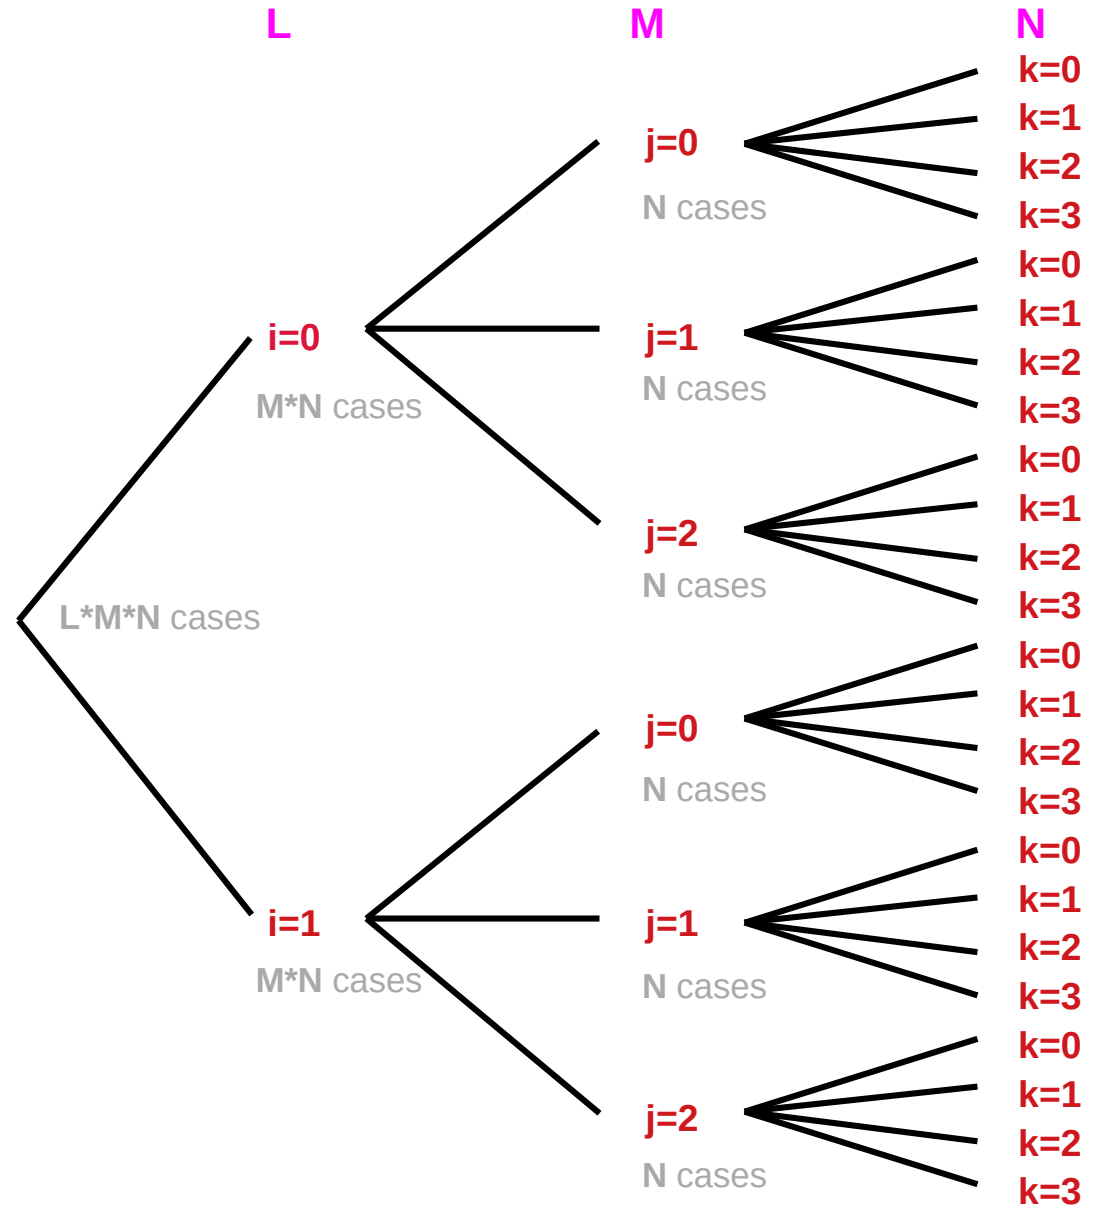 L M N
k=0
k=1
j=0
k=2
N cases
k=3
k=0
k=1
i=0
j=1
k=2
N cases
M*N cases
k=3
k=0
k=1
j=2
k=2
N cases
k=3
L*M*N cases
k=0
k=1
j=0
k=2
N cases
k=3
k=0
k=1
i=1
j=1
k=2
M*N cases
N cases
k=3
k=0
k=1
j=2
k=2
N cases
k=3